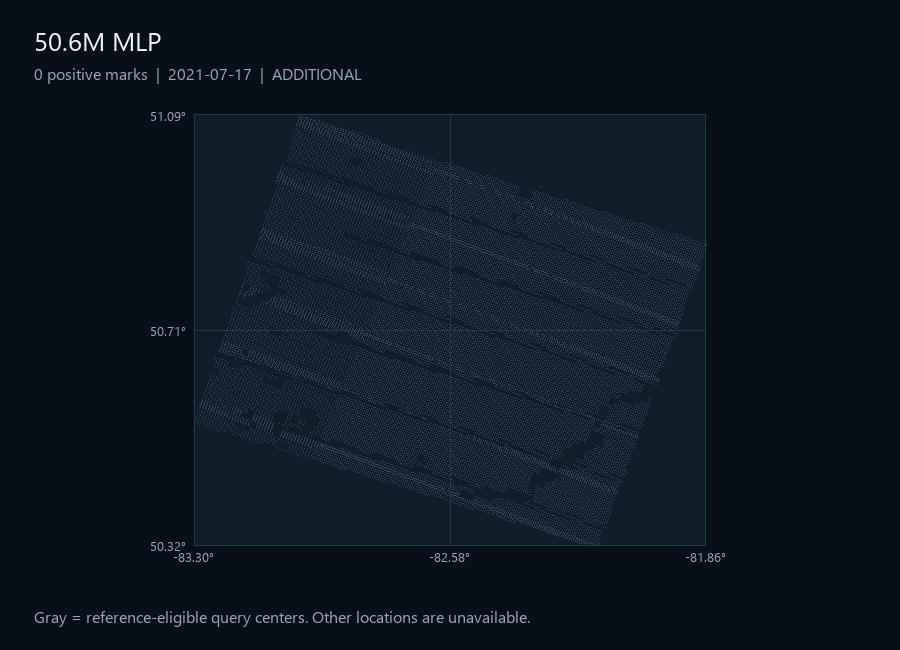 50.6M MLP
0 positive marks | 2021-07-17 | ADDITIONAL
51.09°
50.71°
50.32°
-83.30° -82.58° -81.86°
Gray = reference-eligible query centers. Other locations are unavailable.